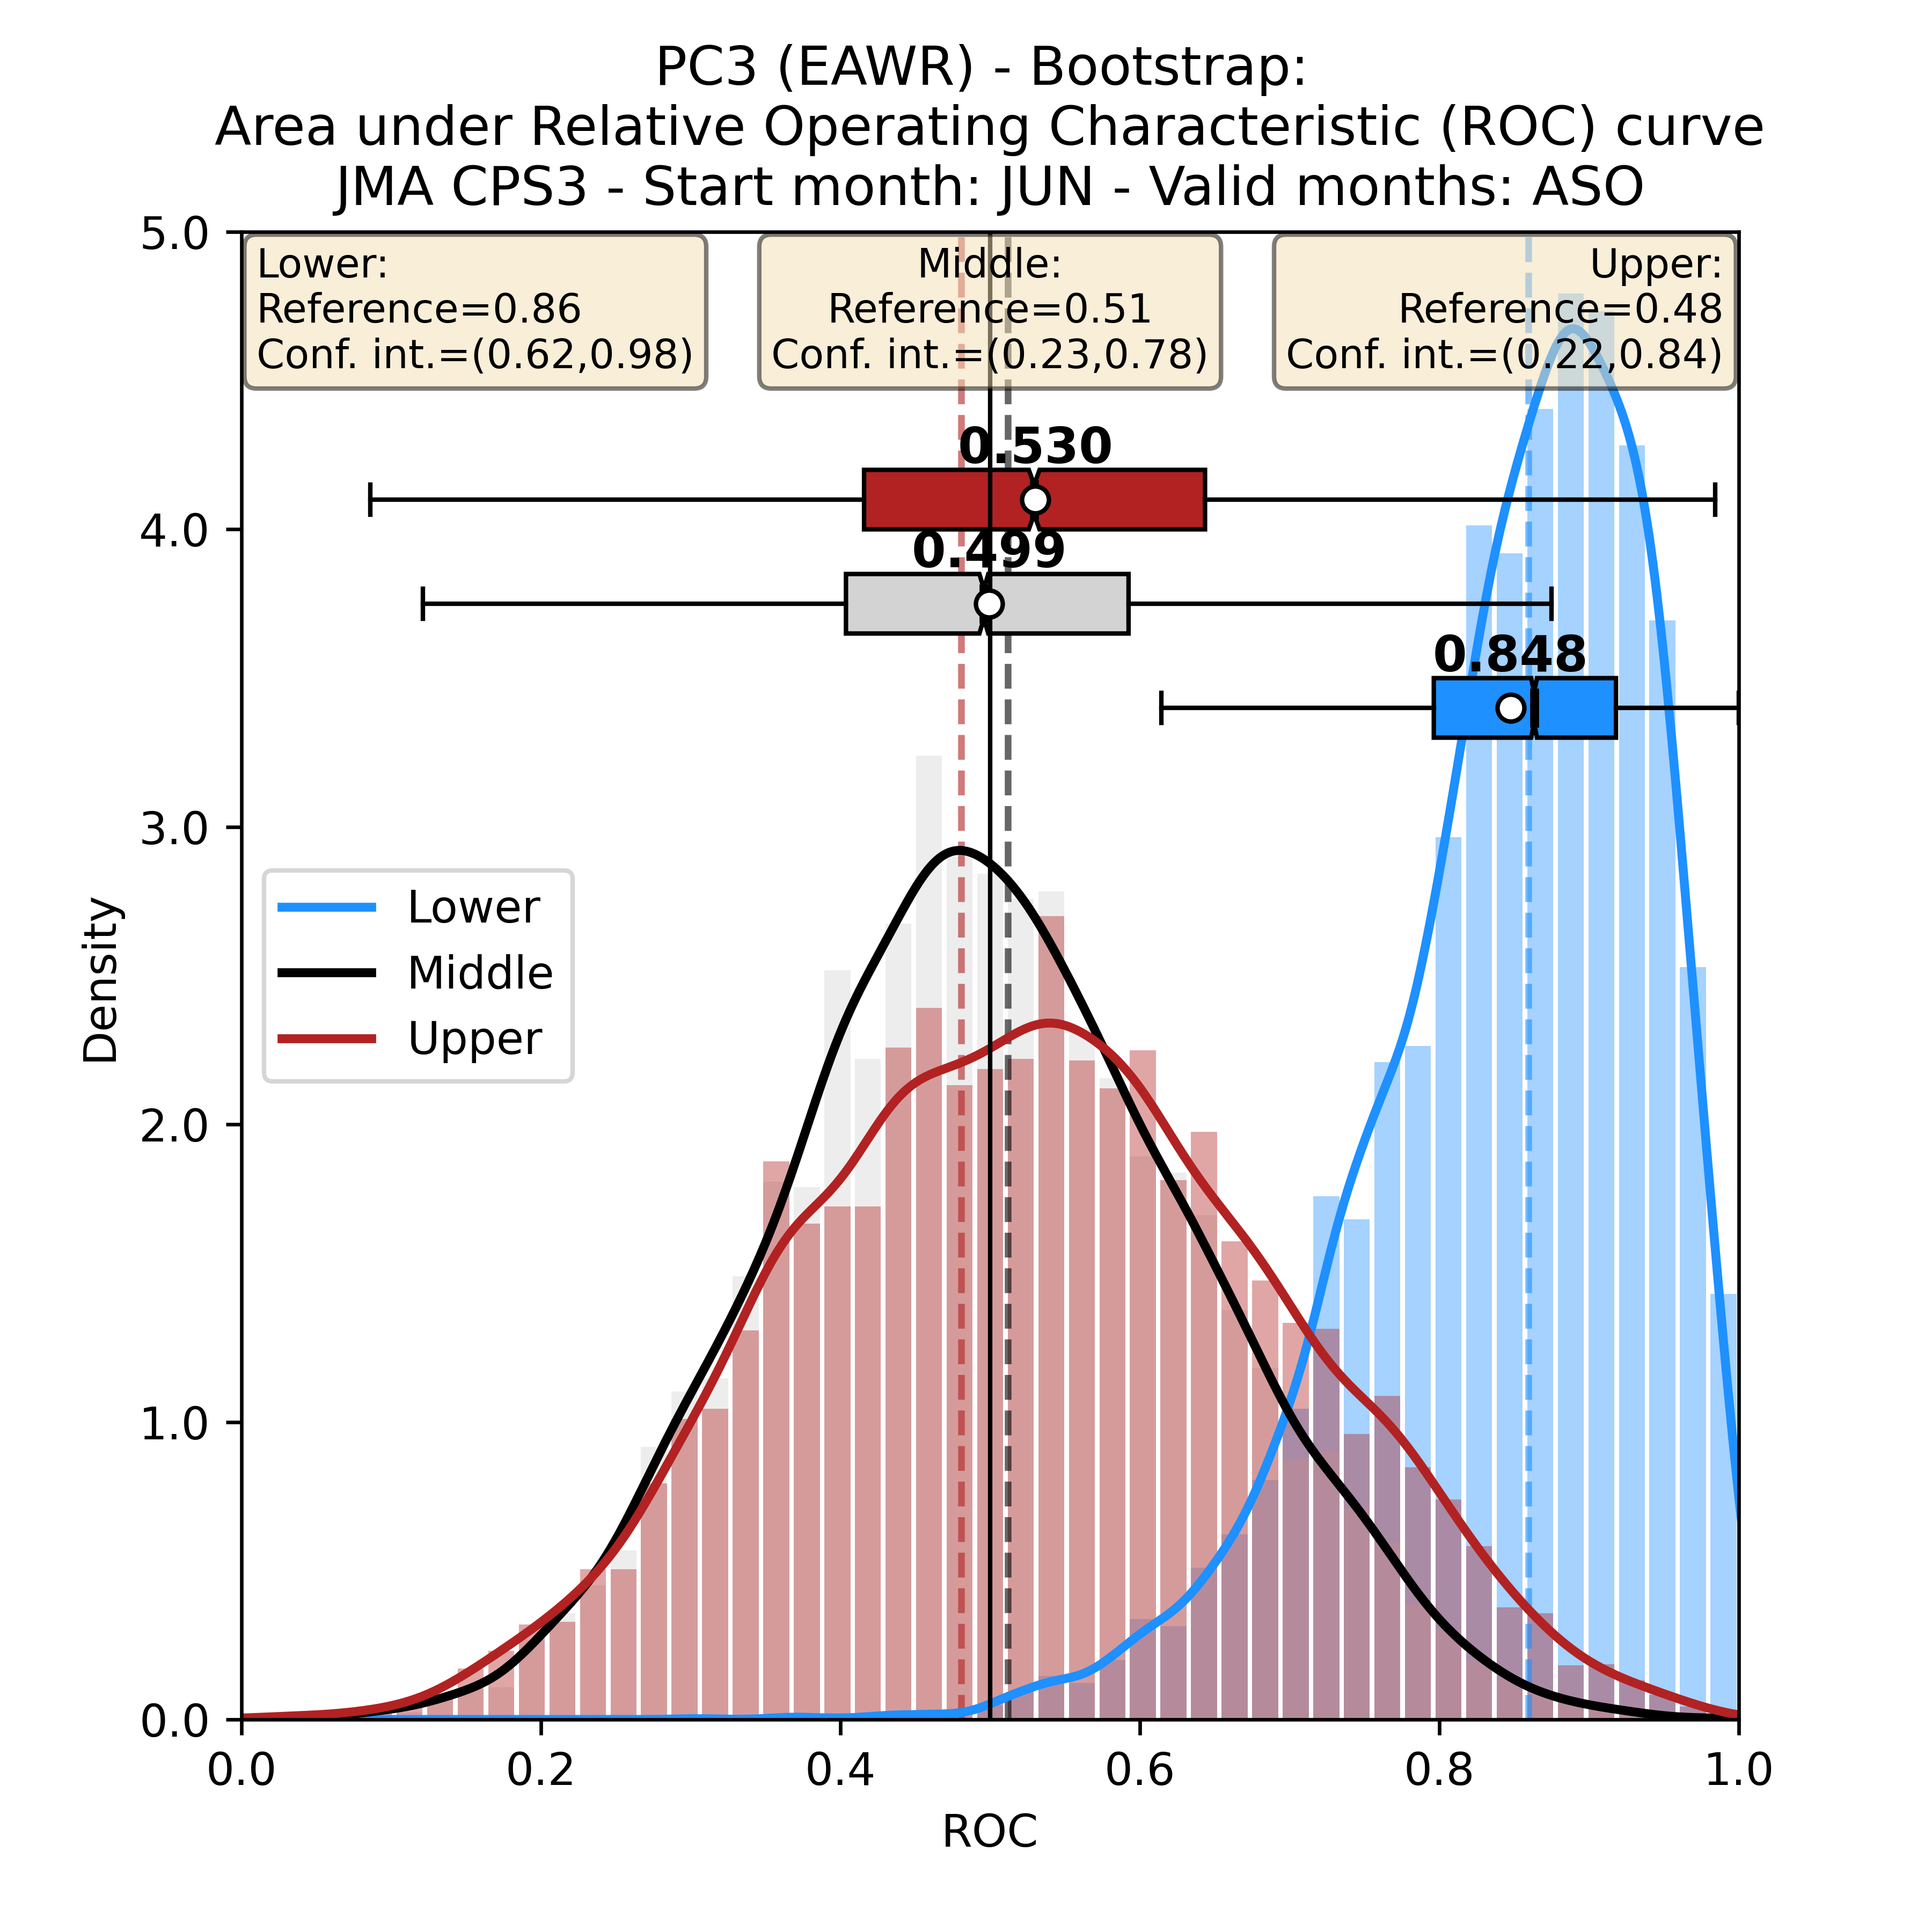 PC3 (EAWR) - Bootstrap:
Area under Relative Operating Characteristic (ROC) curve
JMA CPS3 - Start month: JUN - Valid months: ASO
Lower:
Reference=0.86
Conf. int.=(0.62,0.98)
Middle:
Reference=0.51
Conf. int.=(0.23,0.78)
Upper:
Reference=0.48
Conf. int.=(0.22,0.84)
0.530
0.499
0.848
Lower
Middle
Upper
Density
5.0
4.0
3.0
2.0
1.0
0.0
0.0 0.2 0.4 0.6 0.8 1.0
ROC